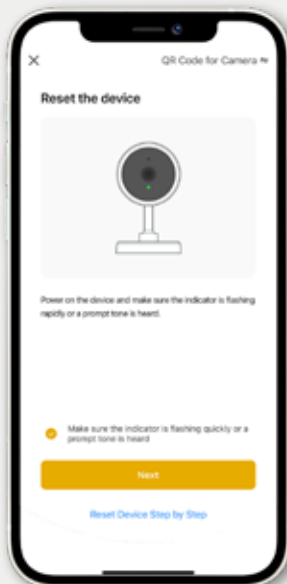 QR Code for Camera
Reset the device
Power on the device and make sure the indicator is flashing
rapidly or a prompt tone is heard.
Make sure the indicator is flashing quickly or a
prompt tone is heard
Next
Reset Device Step by Step